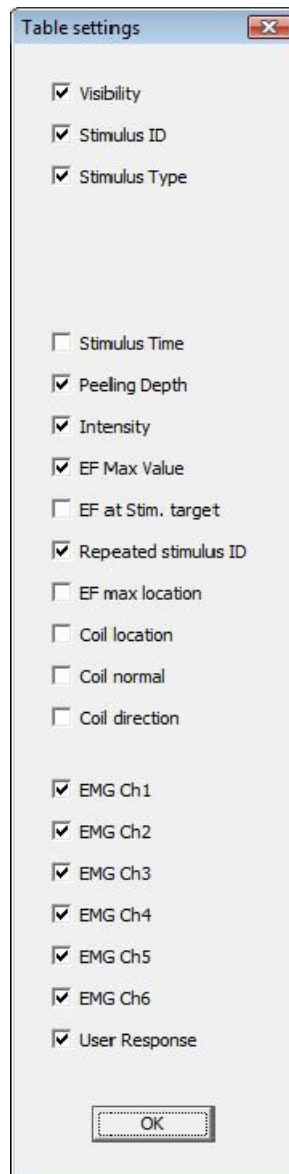 Table settings
Visibility
Stimulus ID
Stimulus Type
Stimulus Time
Peeling Depth
Intensity
EF Max Value
EF at Stim. target
Repeated stimulus ID
EF max location
Coil location
Coil normal
Coil direction
EMG Ch1
EMG Ch2
EMG Ch3
EMG Ch4
EMG Ch5
EMG Ch6
User Response
OK